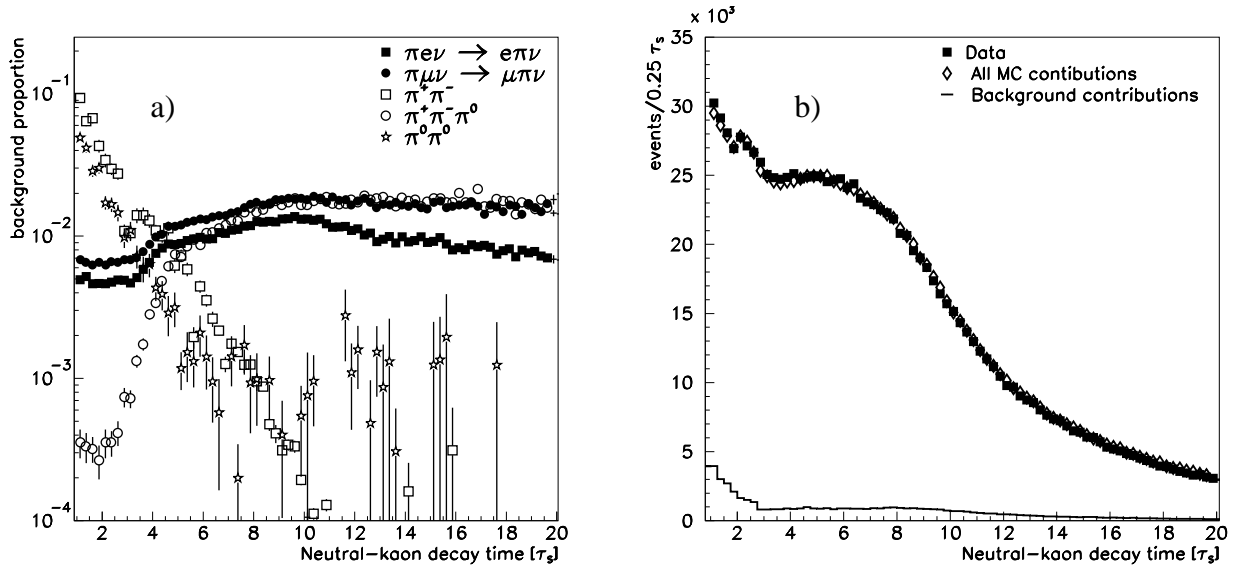 a)
πeν → eπν
πμν → μπν
π⁺π⁻
π⁺π⁻π⁰
π⁰π⁰
background proportion
10⁻¹
10⁻²
10⁻³
10⁻⁴
2 4 6 8 10 12 14 16 18 20
Neutral-kaon decay time [τₛ]
x 10³
b)
Data
All MC contibutions
Background contributions
events/0.25 τₛ
35
30
25
20
15
10
5
0
2 4 6 8 10 12 14 16 18 20
Neutral-kaon decay time [τₛ]